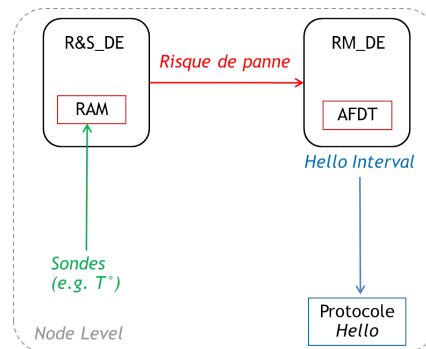 R&S_DE
RM_DE
Risque de panne
RAM
AFDT
Hello Interval
Sondes
(e.g. T°)
Protocole
Hello
Node Level